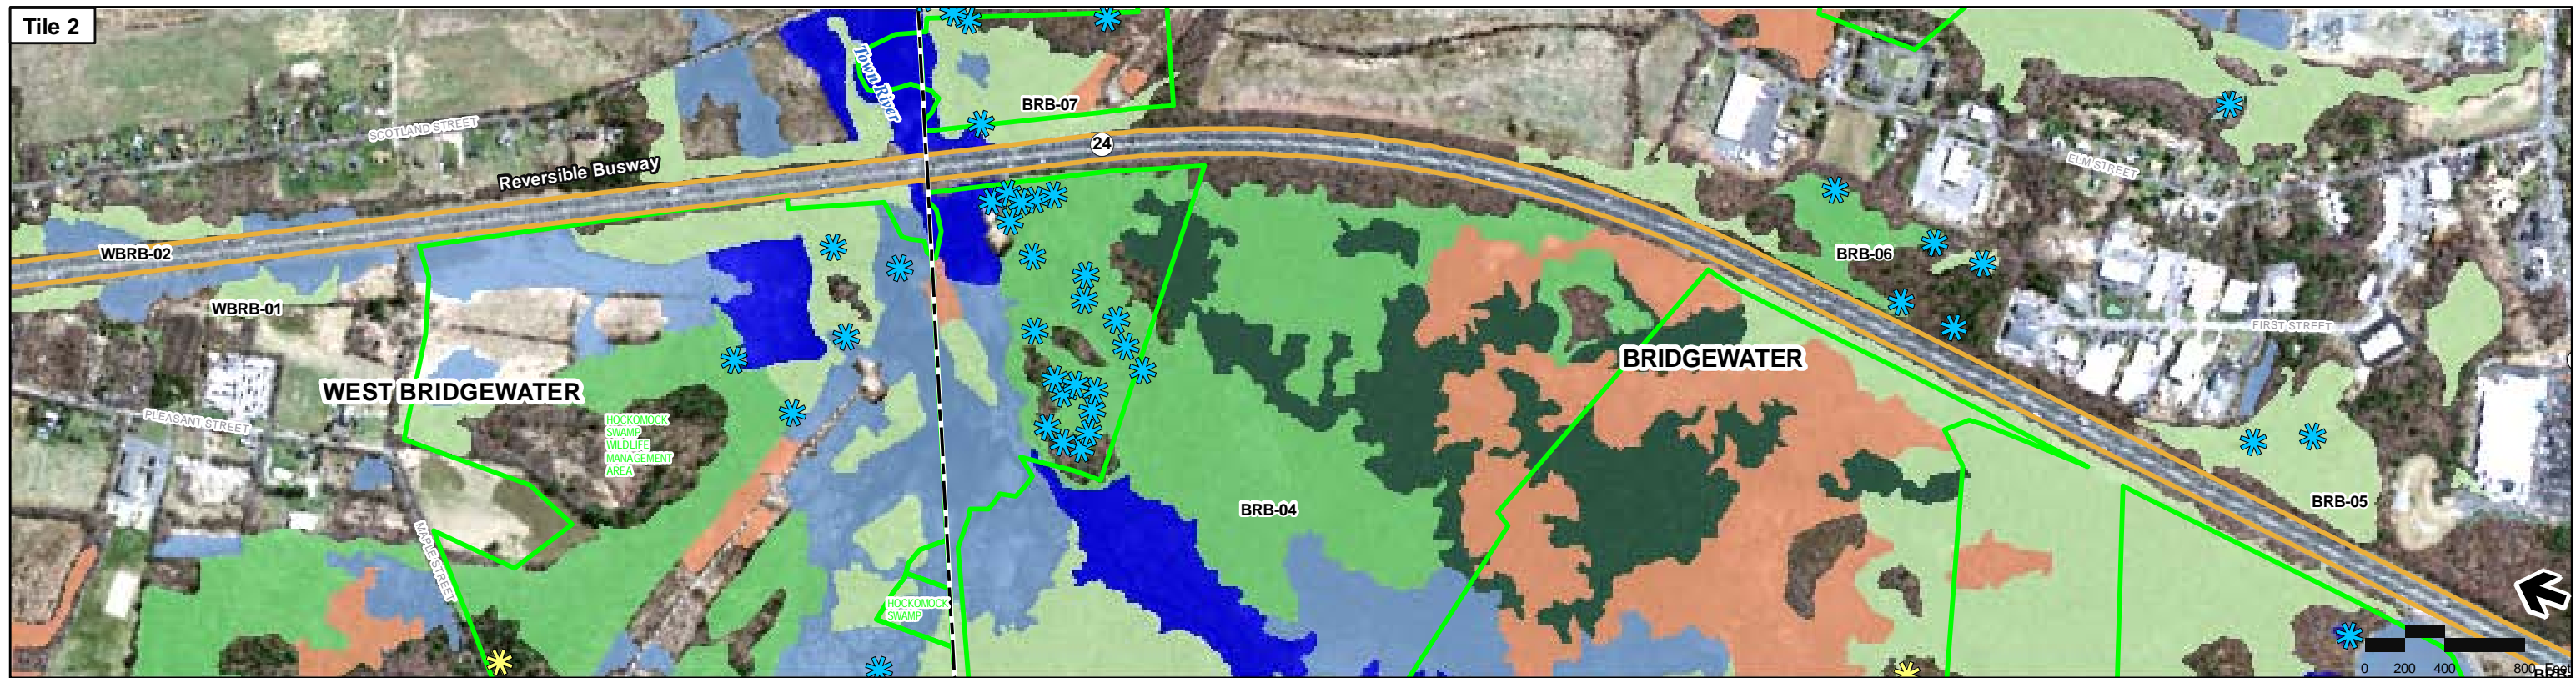 Tile 2
Town River
BRB-07
SCOTLAND STREET
Reversible Busway
24
ELM STREET
WBRB-02
BRB-06
WBRB-01
FIRST STREET
BRIDGEWATER
WEST BRIDGEWATER
PLEASANT STREET
HOCKOMOCK
SWAMP
WILDLIFE
MANAGEMENT
AREA
BRB-04
BRB-05
MAPLE STREET
HOCKOMOCK
SWAMP
0 200 400 800 Feet